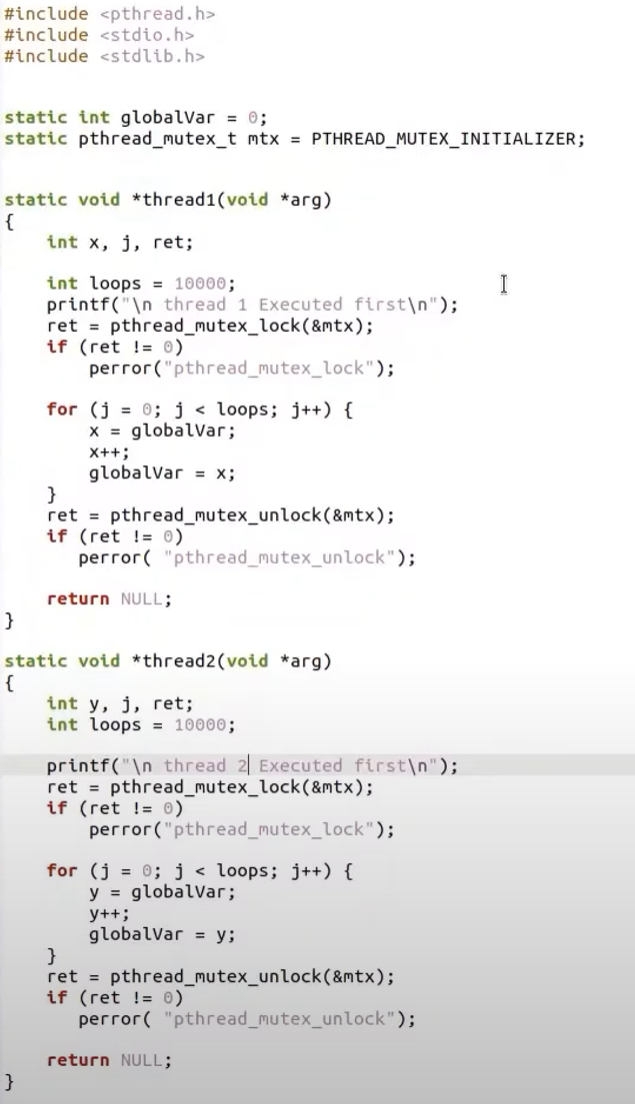 #include <pthread.h>
#include <stdio.h>
#include <stdlib.h>
static int globalVar = 0;
static pthread_mutex_t mtx = PTHREAD_MUTEX_INITIALIZER;
static void *thread1(void *arg)
{
    int x, j, ret;
    int loops = 10000;
    printf("\n thread 1 Executed first\n");
    ret = pthread_mutex_lock(&mtx);
    if (ret != 0)
        perror("pthread_mutex_lock");
    for (j = 0; j < loops; j++) {
        x = globalVar;
        x++;
        globalVar = x;
    }
    ret = pthread_mutex_unlock(&mtx);
    if (ret != 0)
       perror( "pthread_mutex_unlock");
    return NULL;
}
static void *thread2(void *arg)
{
    int y, j, ret;
    int loops = 10000;
    printf("\n thread 2 Executed first\n");
    ret = pthread_mutex_lock(&mtx);
    if (ret != 0)
        perror("pthread_mutex_lock");
    for (j = 0; j < loops; j++) {
        y = globalVar;
        y++;
        globalVar = y;
    }
    ret = pthread_mutex_unlock(&mtx);
    if (ret != 0)
       perror( "pthread_mutex_unlock");
    return NULL;
}